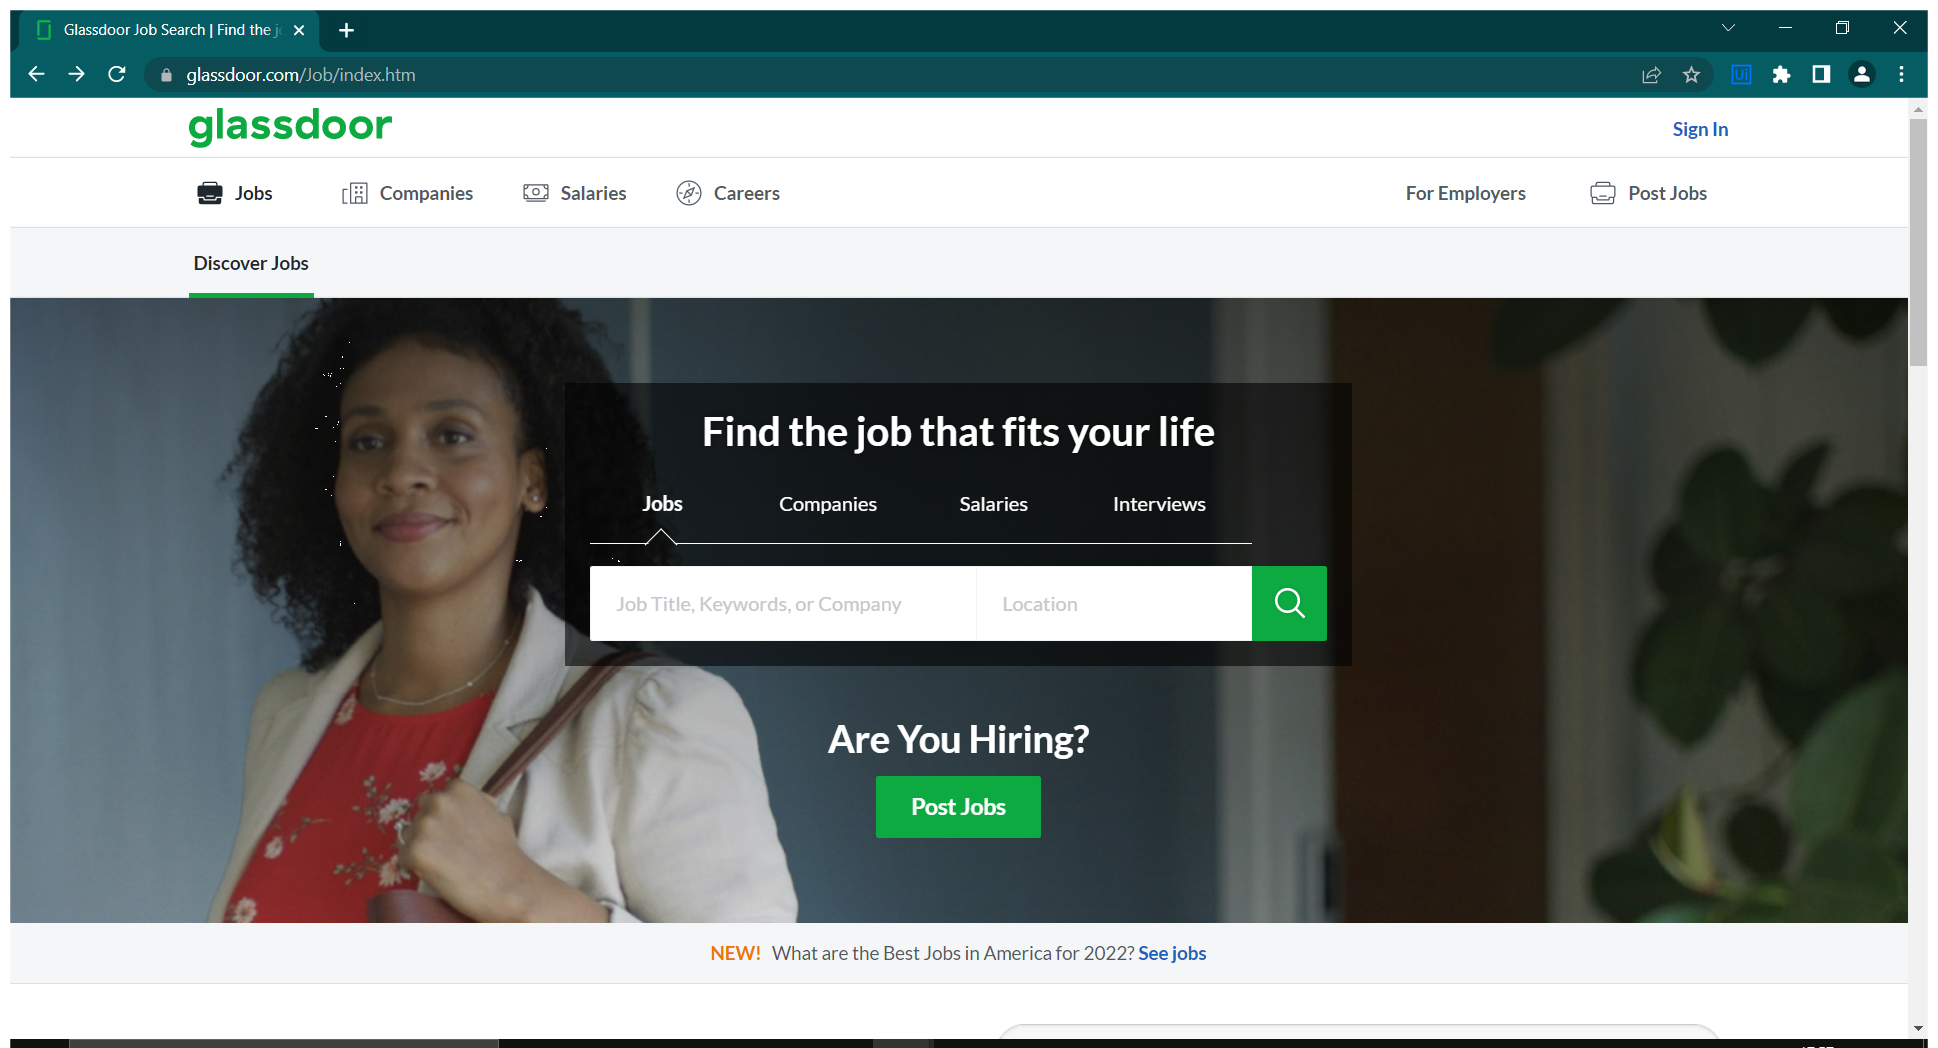 Glassdoor Job Search | Find the j
glassdoor.com/Job/index.htm
glassdoor
Sign In
Jobs Companies Salaries Careers For Employers Post Jobs
Discover Jobs
Find the job that fits your life
Jobs Companies Salaries Interviews
Job Title, Keywords, or Company Location
Are You Hiring?
Post Jobs
NEW! What are the Best Jobs in America for 2022? See jobs